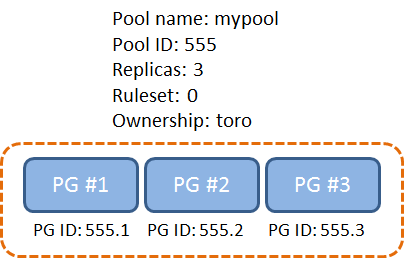 Pool name: mypool
Pool ID: 555
Replicas: 3
Ruleset: 0
Ownership: toro
PG #1 PG #2 PG #3
PG ID: 555.1 PG ID: 555.2 PG ID: 555.3